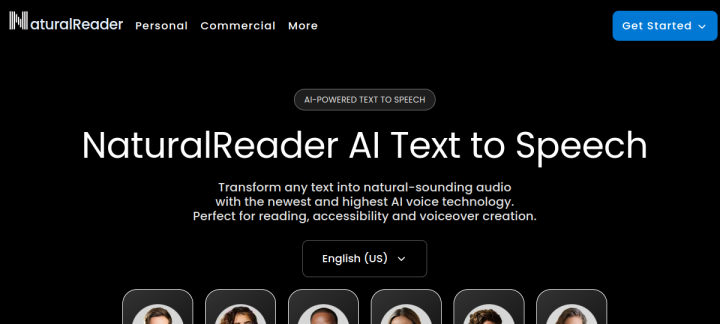 NaturalReader Personal Commercial More Get Started
AI-POWERED TEXT TO SPEECH
NaturalReader AI Text to Speech
Transform any text into natural-sounding audio
with the newest and highest AI voice technology.
Perfect for reading, accessibility and voiceover creation.
English (US)